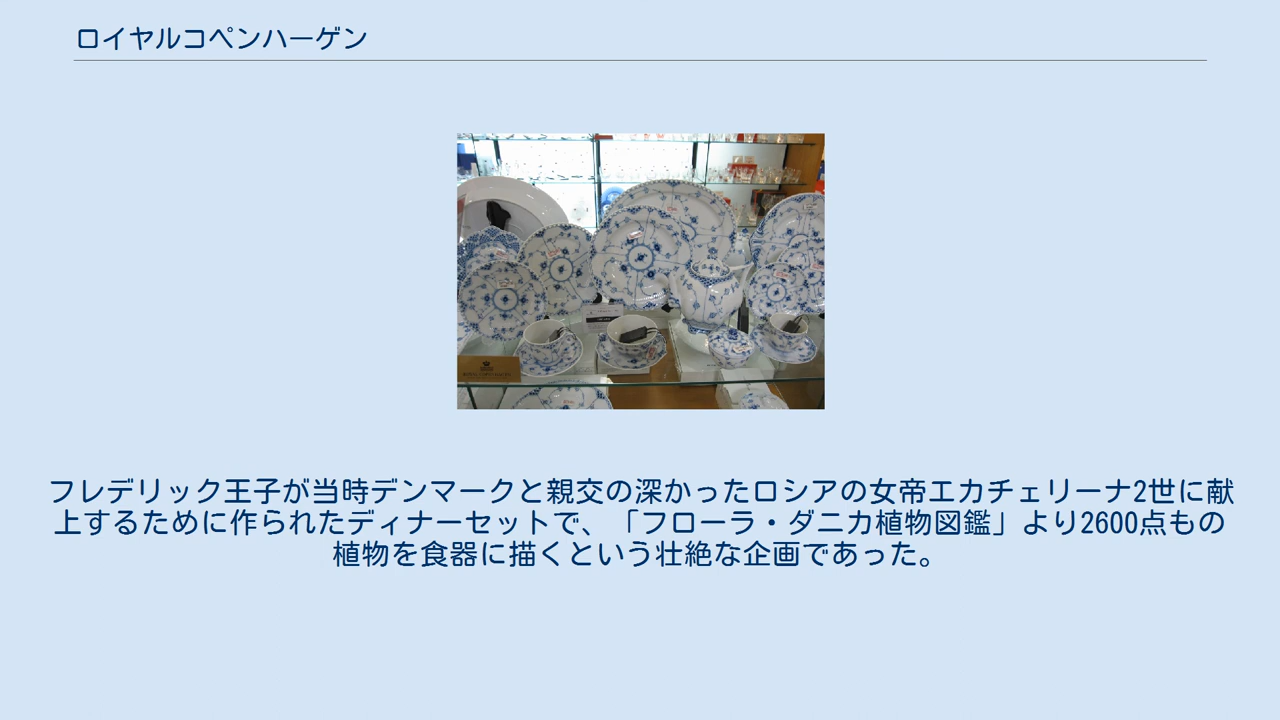 ロイヤルコペンハーゲン
フレデリック王子が当時デンマークと親交の深かったロシアの女帝エカチェリーナ2世に献
上するために作られたディナーセットで、「フローラ・ダニカ植物図鑑」より2600点もの
植物を食器に描くという壮絶な企画であった。